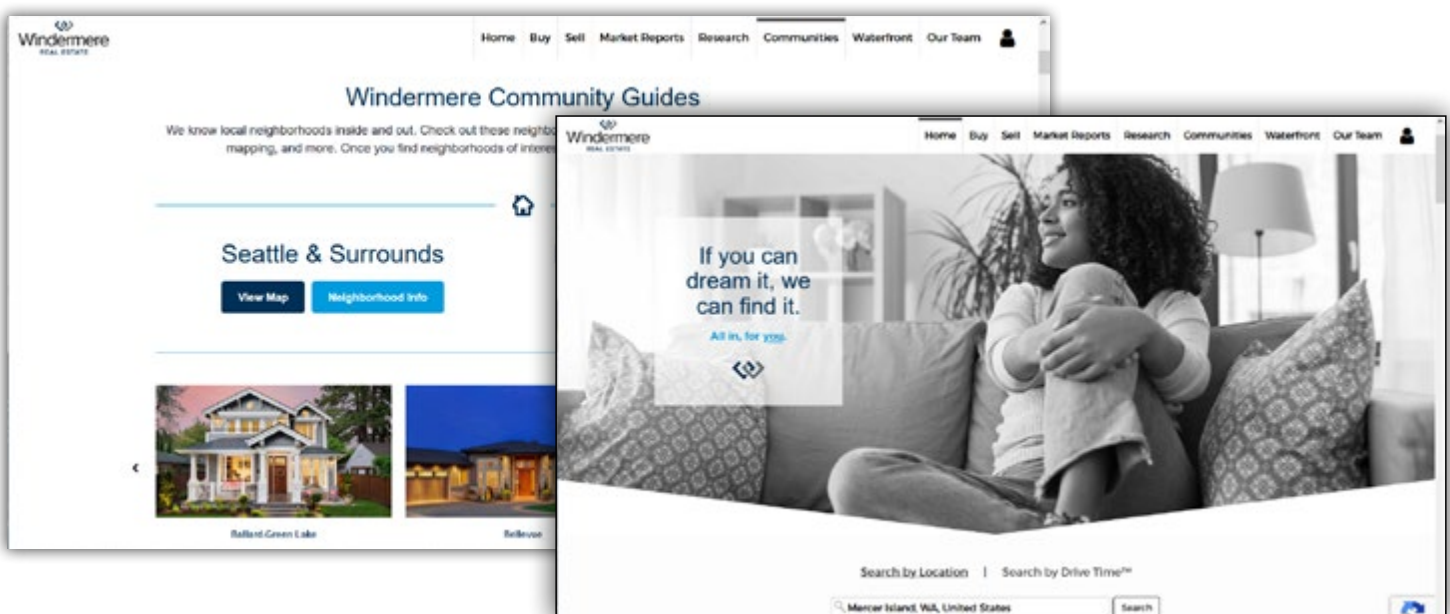 Windermere
REAL ESTATE
Home Buy Sell Market Reports Research Communities Waterfront Our Team
Windermere Community Guides
We know local neighborhoods inside and out. Check out these neighbo
mapping, and more. Once you find neighborhoods of interes
Seattle & Surrounds
View Map Neighborhood Info
Ballard-Green Lake Bellevue
Windermere
REAL ESTATE
Home Buy Sell Market Reports Research Communities Waterfront Our Team
If you can
dream it, we
can find it.
All in, for you.
Search by Location | Search by Drive Time™
Mercer Island, WA, United States Search